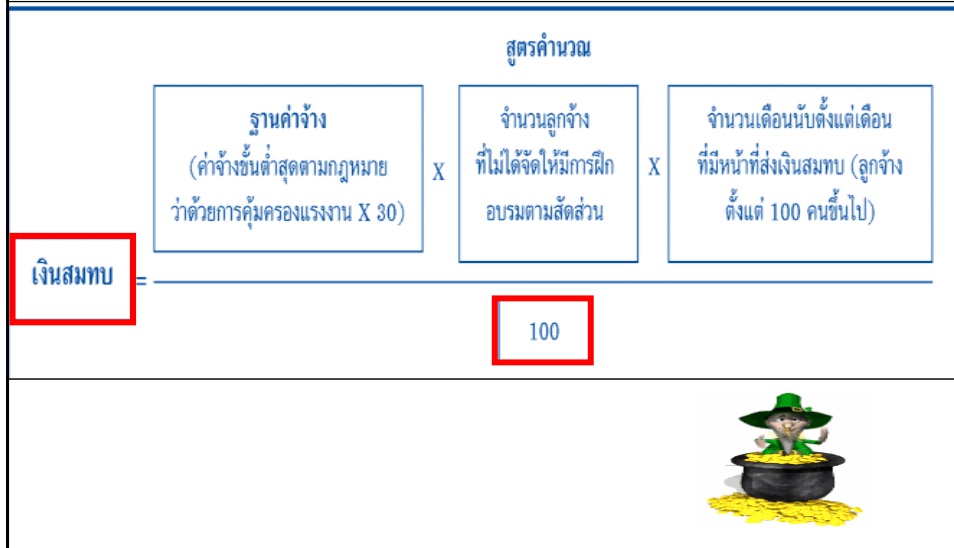 สูตรคำนวณ
ฐานค่าจ้าง
(ค่าจ้างขั้นต่ำสุดตามกฎหมาย
ว่าด้วยการคุ้มครองแรงงาน X 30)
X
จำนวนลูกจ้าง
ที่ไม่ได้จัดให้มีการฝึก
อบรมตามสัดส่วน
X
จำนวนเดือนนับตั้งแต่เดือน
ที่มีหน้าที่ส่งเงินสมทบ (ลูกจ้าง
ตั้งแต่ 100 คนขึ้นไป)
เงินสมทบ =
100